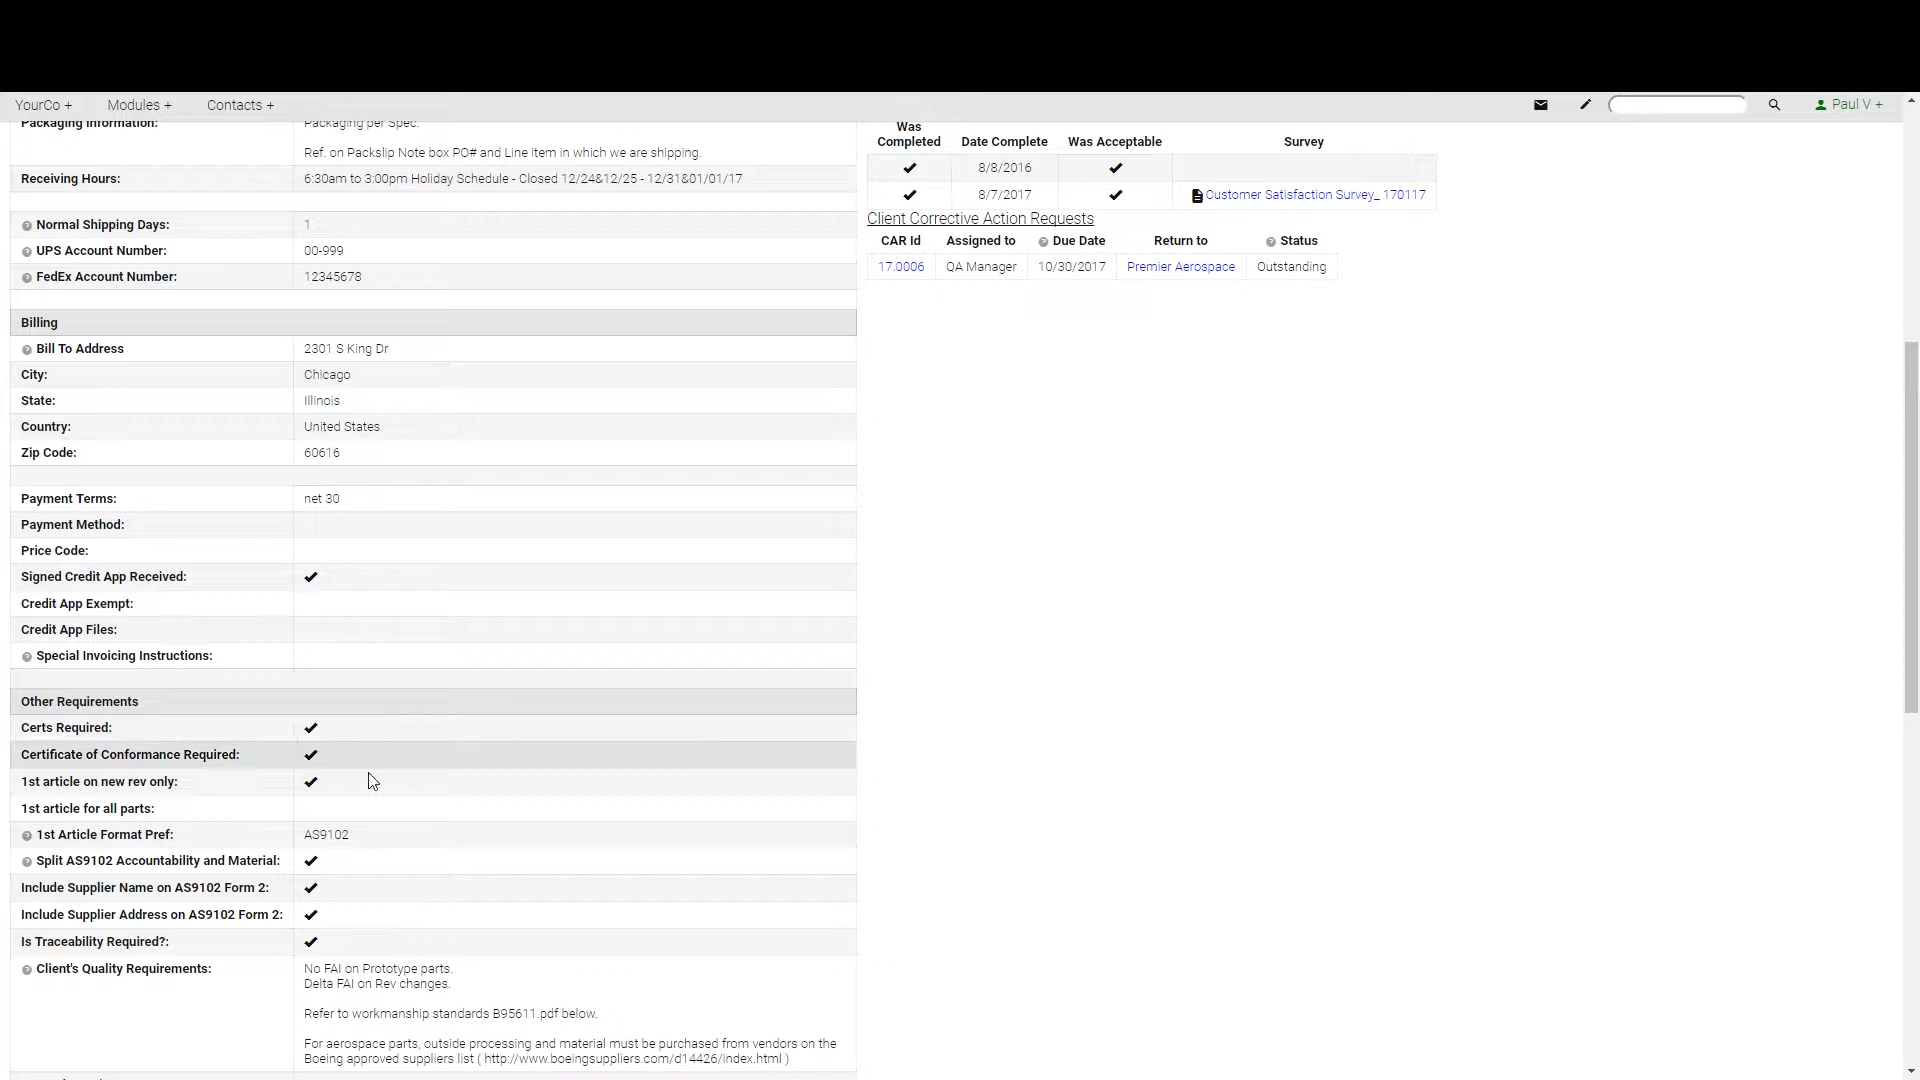 YourCo +
Modules +
Contacts +
Paul V +
Packaging Information:
Packaging per Spec.
Ref. on Packslip Note box PO# and Line item in which we are shipping.
Receiving Hours:
6:30am to 3:00pm Holiday Schedule - Closed 12/24&12/25 - 12/31&01/01/17
Normal Shipping Days:
1
UPS Account Number:
00-999
FedEx Account Number:
12345678
Billing
Bill To Address
2301 S King Dr
City:
Chicago
State:
Illinois
Country:
United States
Zip Code:
60616
Payment Terms:
net 30
Payment Method:
Price Code:
Signed Credit App Received:
Credit App Exempt:
Credit App Files:
Special Invoicing Instructions:
Other Requirements
Certs Required:
Certificate of Conformance Required:
1st article on new rev only:
1st article for all parts:
1st Article Format Pref:
AS9102
Split AS9102 Accountability and Material:
Include Supplier Name on AS9102 Form 2:
Include Supplier Address on AS9102 Form 2:
Is Traceability Required?:
Client's Quality Requirements:
No FAI on Prototype parts.
Delta FAI on Rev changes.
Refer to workmanship standards B95611.pdf below.
For aerospace parts, outside processing and material must be purchased from vendors on the
Boeing approved suppliers list ( http://www.boeingsuppliers.com/d14426/index.html )
Was
Completed
Date Complete
Was Acceptable
Survey
8/8/2016
8/7/2017
Customer Satisfaction Survey_ 170117
Client Corrective Action Requests
CAR Id
Assigned to
Due Date
Return to
Status
17.0006
QA Manager
10/30/2017
Premier Aerospace
Outstanding